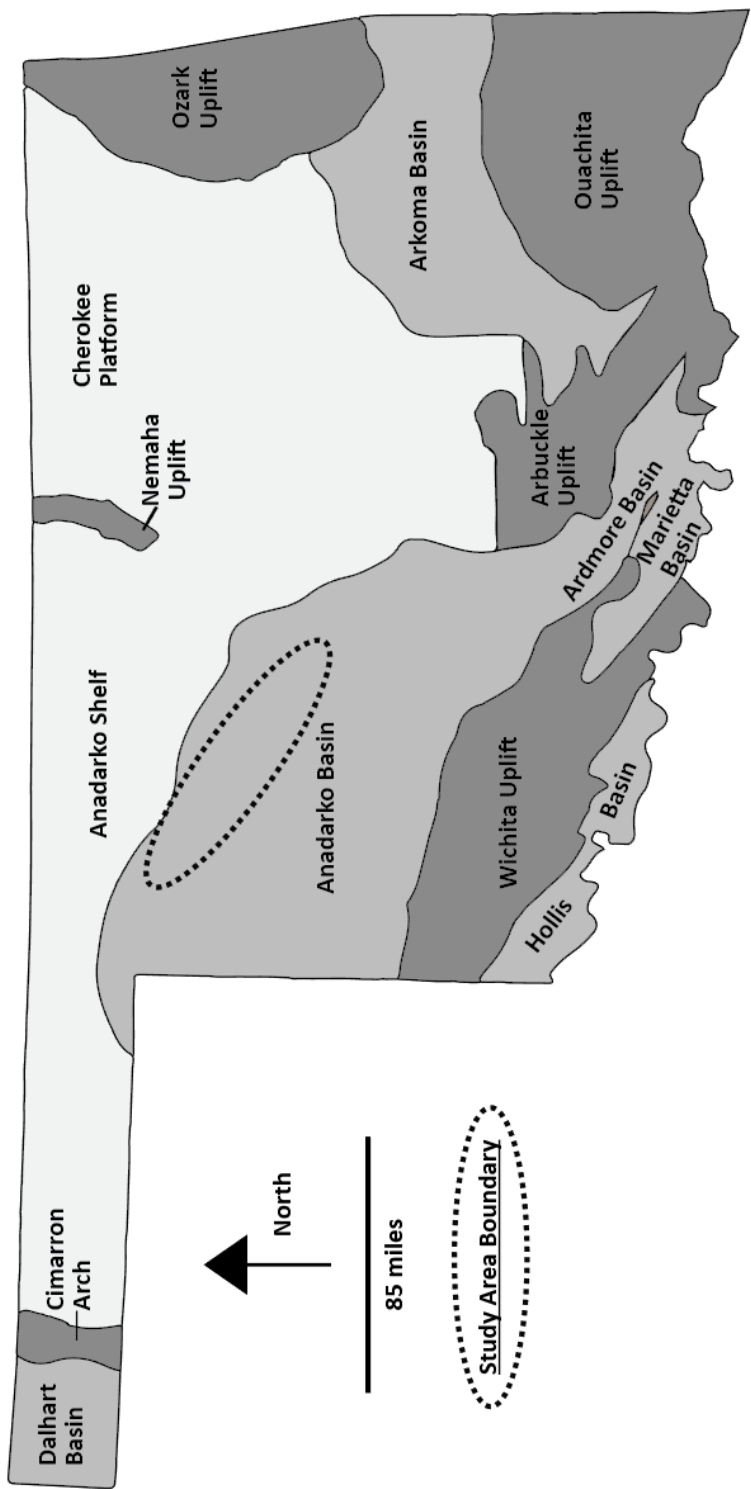 Dalhart
Basin
Cimarron
Arch
Anadarko Shelf
Nemaha
Uplift
Cherokee
Platform
Ozark
Uplift
Arkoma Basin
Ouachita
Uplift
Arbuckle
Uplift
Ardmore Basin
Marietta
Basin
Anadarko Basin
Wichita Uplift
Hollis
Basin
North
85 miles
Study Area Boundary